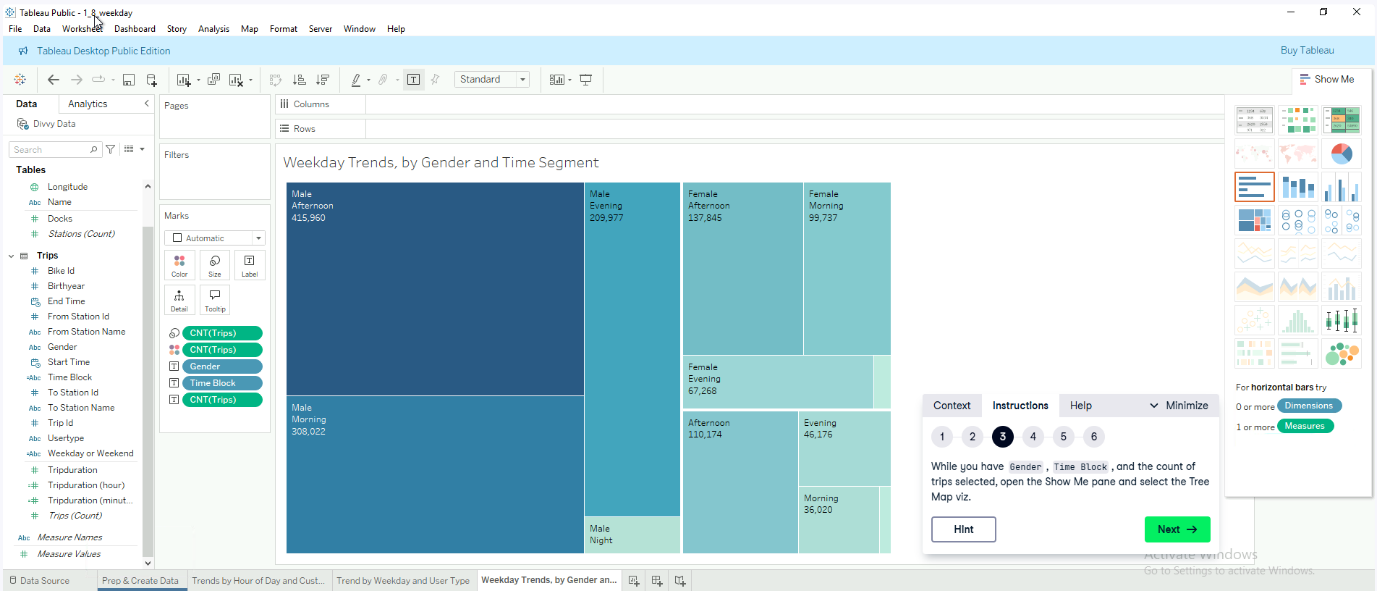 Tableau Public - 1_8_weekday
File Data Worksheet Dashboard Story Analysis Map Format Server Window Help
Tableau Desktop Public Edition
Buy Tableau
Standard
Show Me
Data Analytics
Divvy Data
Search
Tables
Longitude
Abc Name
# Docks
# Stations (Count)
Trips
# Bike Id
# Birthyear
End Time
# From Station Id
Abc From Station Name
Abc Gender
Start Time
=Abc Time Block
# To Station Id
Abc To Station Name
# Trip Id
Abc Usertype
=Abc Weekday or Weekend
# Tripduration
=# Tripduration (hour)
=# Tripduration (minut...
# Trips (Count)
Abc Measure Names
# Measure Values
Pages
Filters
Marks
Automatic
Color Size Label
Detail Tooltip
CNT(Trips)
CNT(Trips)
Gender
Time Block
CNT(Trips)
Columns
Rows
Weekday Trends, by Gender and Time Segment
Male
Afternoon
415,960
Male
Morning
308,022
Male
Evening
209,977
Male
Night
Female
Afternoon
137,845
Female
Morning
99,737
Female
Evening
67,268
Afternoon
110,174
Evening
46,176
Morning
36,020
For horizontal bars try
0 or more Dimensions
1 or more Measures
Context Instructions Help Minimize
1 2 3 4 5 6
While you have Gender , Time Block , and the count of
trips selected, open the Show Me pane and select the Tree
Map viz.
Hint Next →
Activate Windows
Go to Settings to activate Windows.
Data Source Prep & Create Data Trends by Hour of Day and Cust... Trend by Weekday and User Type Weekday Trends, by Gender an...